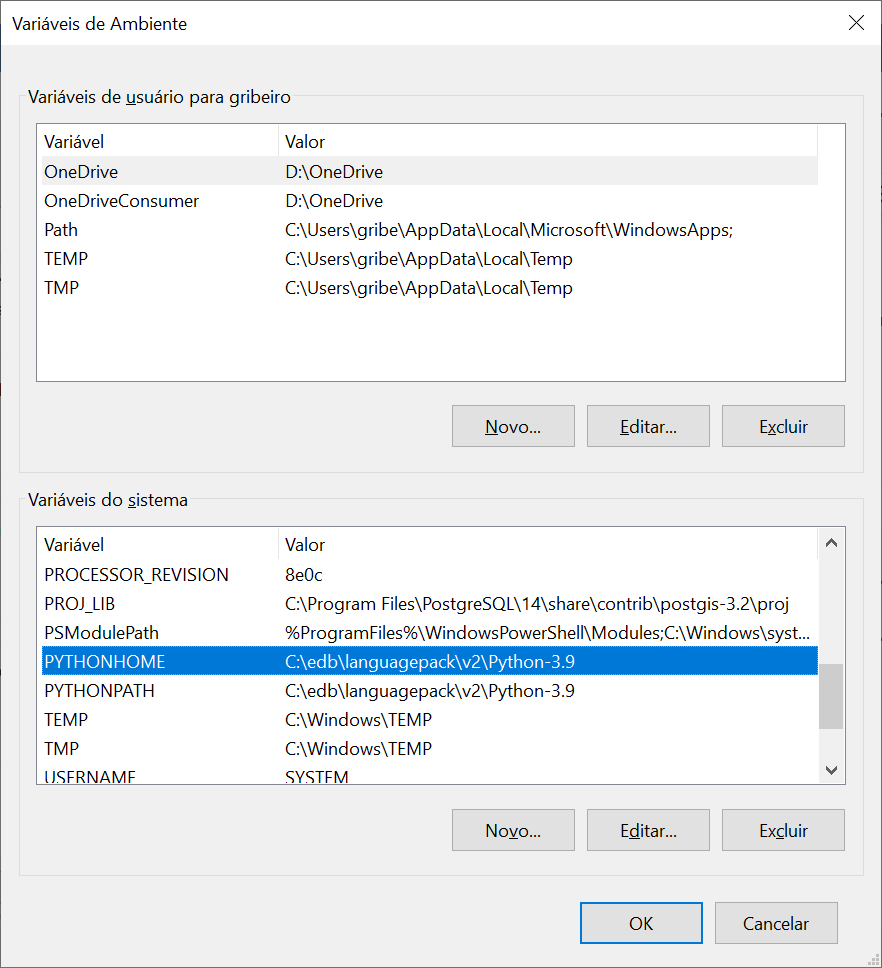 Variáveis de Ambiente
Variáveis de usuário para gribeiro
Variável Valor
OneDrive D:\OneDrive
OneDriveConsumer D:\OneDrive
Path C:\Users\gribe\AppData\Local\Microsoft\WindowsApps;
TEMP C:\Users\gribe\AppData\Local\Temp
TMP C:\Users\gribe\AppData\Local\Temp
Novo... Editar... Excluir
Variáveis do sistema
Variável Valor
PROCESSOR_REVISION 8e0c
PROJ_LIB C:\Program Files\PostgreSQL\14\share\contrib\postgis-3.2\proj
PSModulePath %ProgramFiles%\WindowsPowerShell\Modules;C:\Windows\syst...
PYTHONHOME C:\edb\languagepack\v2\Python-3.9
PYTHONPATH C:\edb\languagepack\v2\Python-3.9
TEMP C:\Windows\TEMP
TMP C:\Windows\TEMP
USERNAME SYSTEM
Novo... Editar... Excluir
OK Cancelar